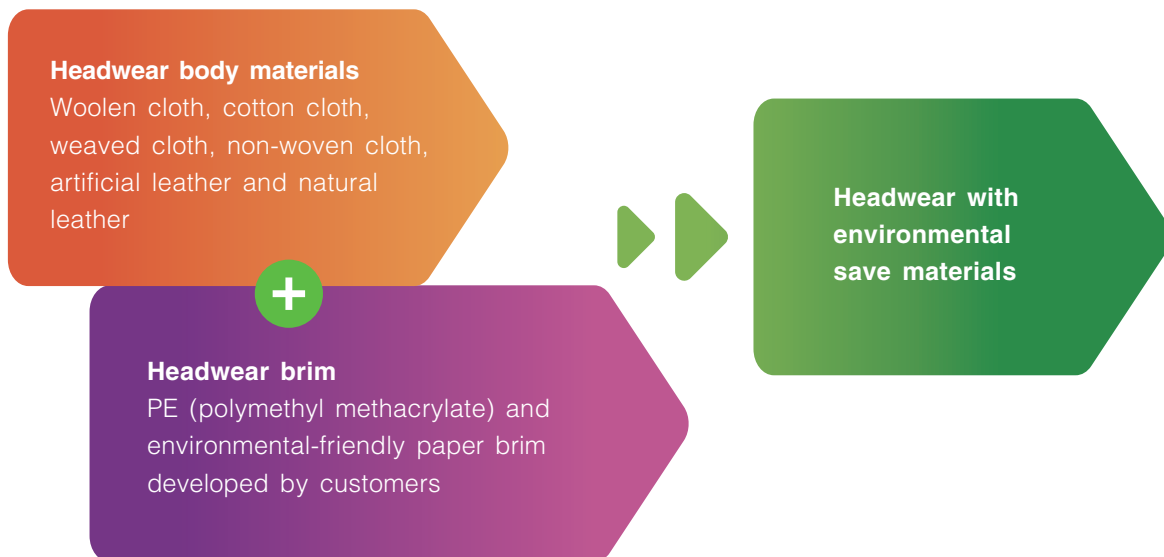 Headwear body materials
Woolen cloth, cotton cloth,
weaved cloth, non-woven cloth,
artificial leather and natural
leather
+
Headwear brim
PE (polymethyl methacrylate) and
environmental-friendly paper brim
developed by customers
Headwear with
environmental
save materials